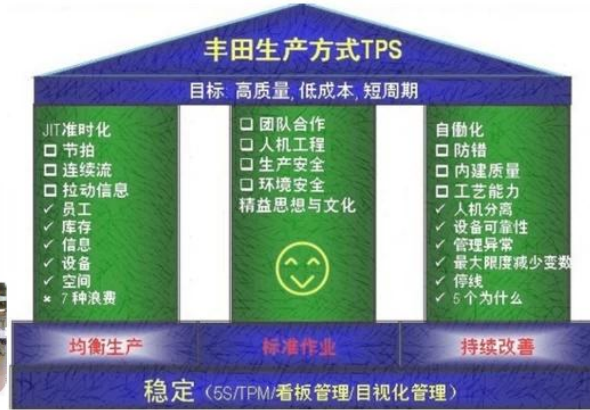 丰田生产方式TPS
目标: 高质量, 低成本, 短周期
JIT准时化
☐ 节拍
☐ 连续流
☐ 拉动信息
✓ 员工
✓ 库存
✓ 信息
✓ 设备
✓ 空间
× 7种浪费
☐ 团队合作
☐ 人机工程
☐ 生产安全
☐ 环境安全
精益思想与文化
自働化
☐ 防错
☐ 内建质量
☐ 工艺能力
✓ 人机分离
✓ 设备可靠性
✓ 管理异常
✓ 最大限度减少变数
✓ 停线
✓ 5个为什么
均衡生产
标准作业
持续改善
稳定（5S/TPM/看板管理/目视化管理）